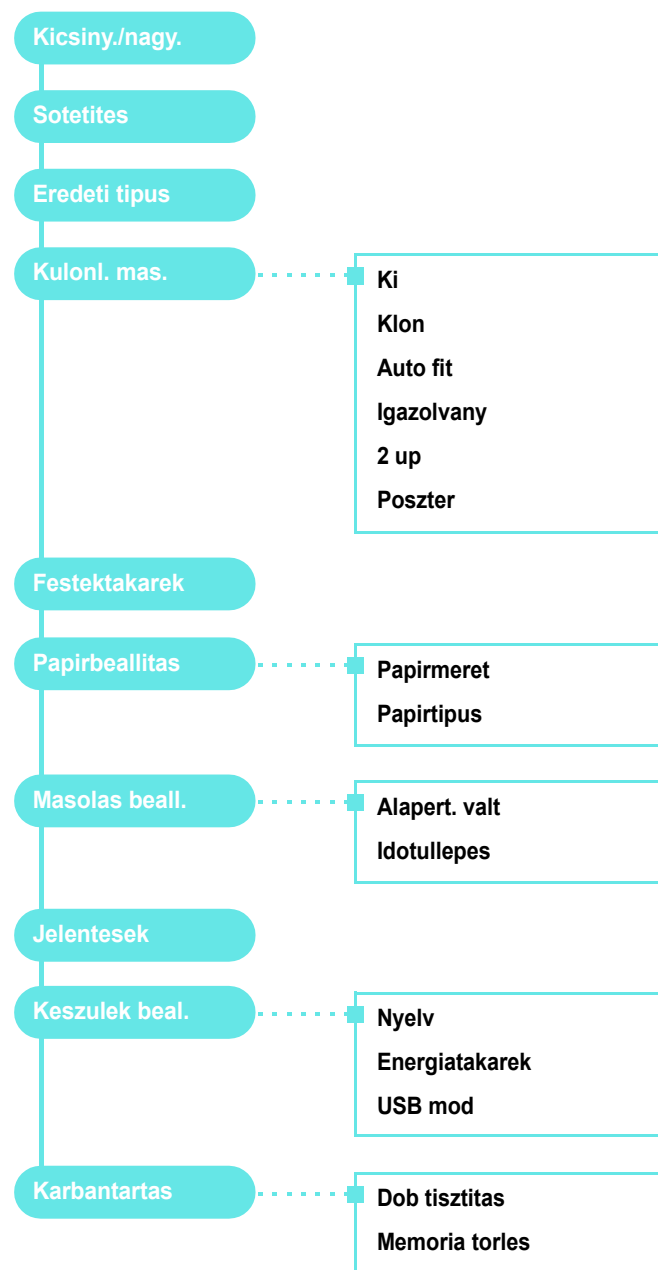 Kicsiny./nagy.
Sotetites
Eredeti tipus
Kulonl. mas.
Ki
Klon
Auto fit
Igazolvany
2 up
Poszter
Festektakarek
Papirbeallitas
Papirmeret
Papirtipus
Masolas beall.
Alapert. valt
Idotullepes
Jelentesek
Keszulek beal.
Nyelv
Energiatakarek
USB mod
Karbantartas
Dob tisztitas
Memoria torles